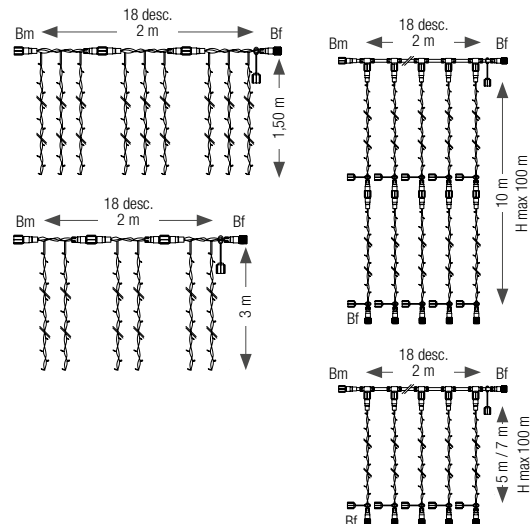 18 desc.
Bm 2 m Bf
1,50 m
18 desc.
Bm 2 m Bf
3 m
18 desc.
Bm 2 m Bf
10 m
H max 100 m
Bf
18 desc.
Bm 2 m Bf
5 m / 7 m
H max 100 m
Bf